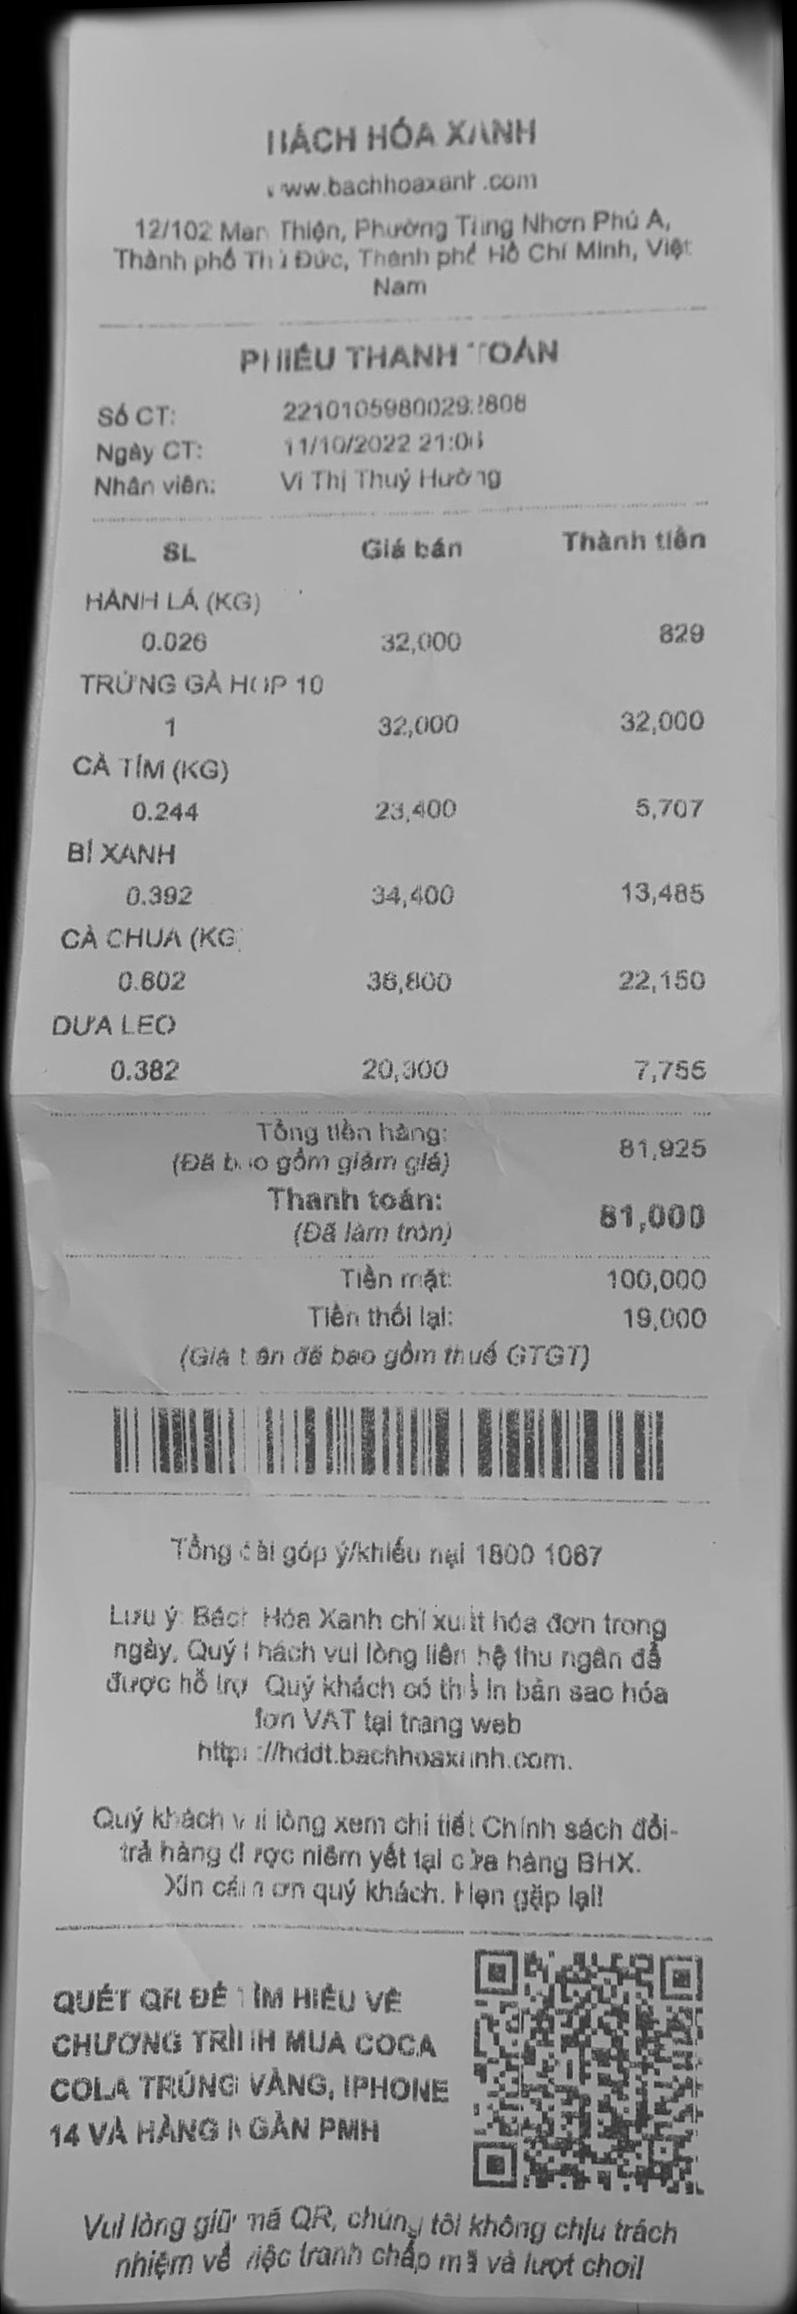 BÁCH HÓA XANH
www.bachhoaxanh.com
12/102 Man Thiện, Phường Tăng Nhơn Phú A,
Thành phố Thủ Đức, Thành phố Hồ Chí Minh, Việt
Nam
PHIẾU THANH TOÁN
Số CT: 22101059800292808
Ngày CT: 11/10/2022 21:06
Nhân viên: Vi Thị Thuý Hường
SL Giá bán Thành tiền
HÀNH LÁ (KG)
0.026 32,000 829
TRỨNG GÀ HỘP 10
1 32,000 32,000
CÀ TÍM (KG)
0.244 23,400 5,707
BÍ XANH
0.392 34,400 13,485
CÀ CHUA (KG)
0.602 36,800 22,150
DƯA LEO
0.382 20,300 7,755
Tổng tiền hàng: 81,925
(Đã bao gồm giảm giá)
Thanh toán: 81,000
(Đã làm tròn)
Tiền mặt: 100,000
Tiền thối lại: 19,000
(Giá tiền đã bao gồm thuế GTGT)
Tổng đài góp ý/khiếu nại 1800 1067
Lưu ý: Bách Hóa Xanh chỉ xuất hóa đơn trong
ngày, Quý khách vui lòng liên hệ thu ngân để
được hỗ trợ. Quý khách có thể in bản sao hóa
đơn VAT tại trang web
https://hddt.bachhoaxanh.com.
Quý khách vui lòng xem chi tiết Chính sách đổi-
trả hàng được niêm yết tại cửa hàng BHX.
Xin cảm ơn quý khách. Hẹn gặp lại!
QUÉT QR ĐỂ TÌM HIỂU VỀ
CHƯƠNG TRÌNH MUA COCA
COLA TRÚNG VÀNG, IPHONE
14 VÀ HÀNG NGÀN PMH
Vui lòng giữ mã QR, chúng tôi không chịu trách
nhiệm về việc tranh chấp mã và lượt chơi!